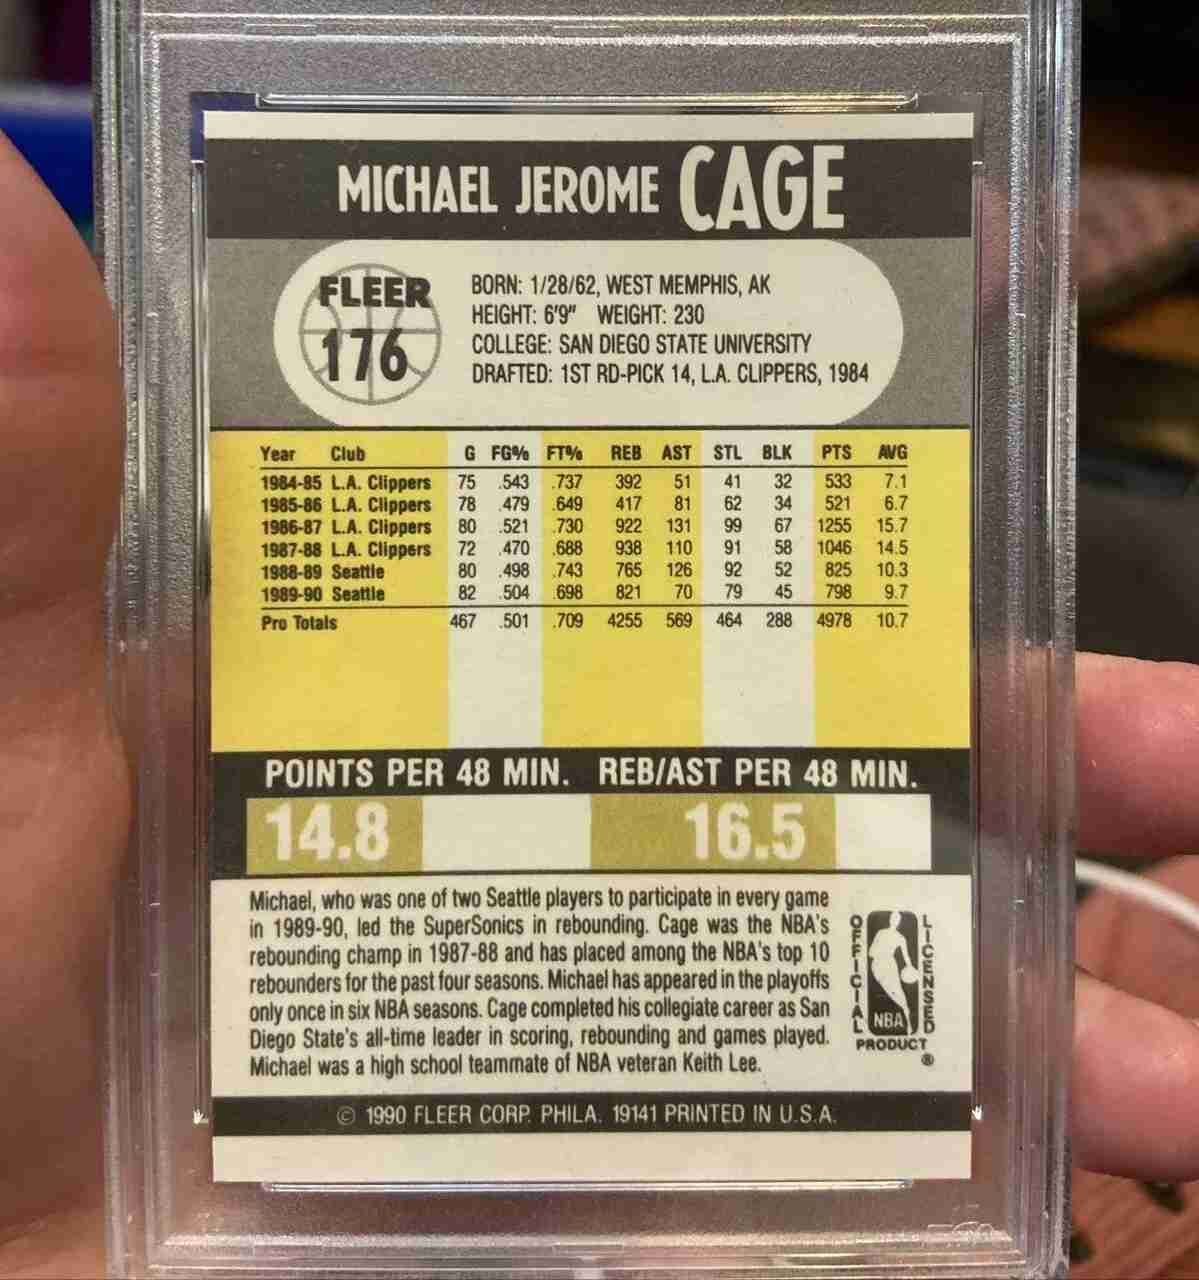 MICHAEL JEROME CAGE
FLEER
176
BORN: 1/28/62, WEST MEMPHIS, AK
HEIGHT: 6'9" WEIGHT: 230
COLLEGE: SAN DIEGO STATE UNIVERSITY
DRAFTED: 1ST RD-PICK 14, L.A. CLIPPERS, 1984
Year Club G FG% FT% REB AST STL BLK PTS AVG
1984-85 L.A. Clippers 75 .543 .737 392 51 41 32 533 7.1
1985-86 L.A. Clippers 78 .479 .649 417 81 62 34 521 6.7
1986-87 L.A. Clippers 80 .521 .730 922 131 99 67 1255 15.7
1987-88 L.A. Clippers 72 .470 .688 938 110 91 58 1046 14.5
1988-89 Seattle 80 .498 .743 765 126 92 52 825 10.3
1989-90 Seattle 82 .504 .698 821 70 79 45 798 9.7
Pro Totals 467 .501 .709 4255 569 464 288 4978 10.7
POINTS PER 48 MIN. REB/AST PER 48 MIN.
14.8 16.5
Michael, who was one of two Seattle players to participate in every game
in 1989-90, led the SuperSonics in rebounding. Cage was the NBA's
rebounding champ in 1987-88 and has placed among the NBA's top 10
rebounders for the past four seasons. Michael has appeared in the playoffs
only once in six NBA seasons. Cage completed his collegiate career as San
Diego State's all-time leader in scoring, rebounding and games played.
Michael was a high school teammate of NBA veteran Keith Lee.
OFFICIAL
LICENSED
NBA
PRODUCT
®
© 1990 FLEER CORP. PHILA. 19141 PRINTED IN U.S.A.